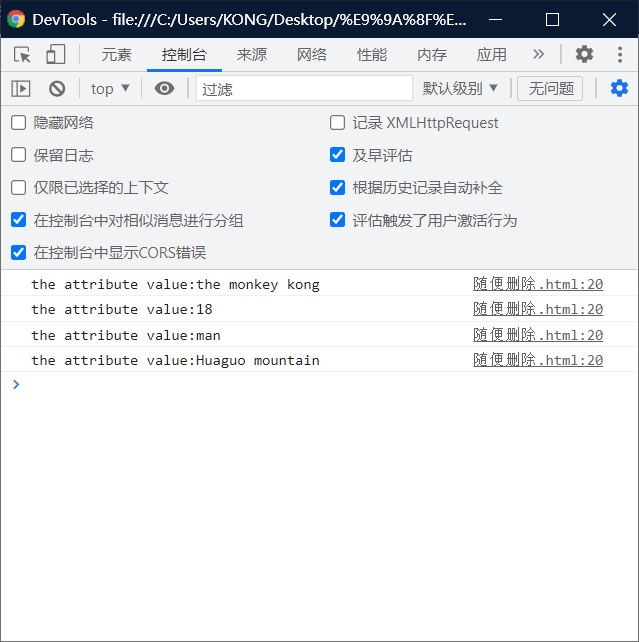 DevTools - file:///C:/Users/KONG/Desktop/%E9%9A%8F%E...
元素 控制台 来源 网络 性能 内存 应用 »
top ▼ 过滤 默认级别 ▼ 无问题
隐藏网络 记录 XMLHttpRequest
保留日志 及早评估
仅限已选择的上下文 根据历史记录自动补全
在控制台中对相似消息进行分组 评估触发了用户激活行为
在控制台中显示CORS错误
the attribute value:the monkey kong 随便删除.html:20
the attribute value:18 随便删除.html:20
the attribute value:man 随便删除.html:20
the attribute value:Huaguo mountain 随便删除.html:20